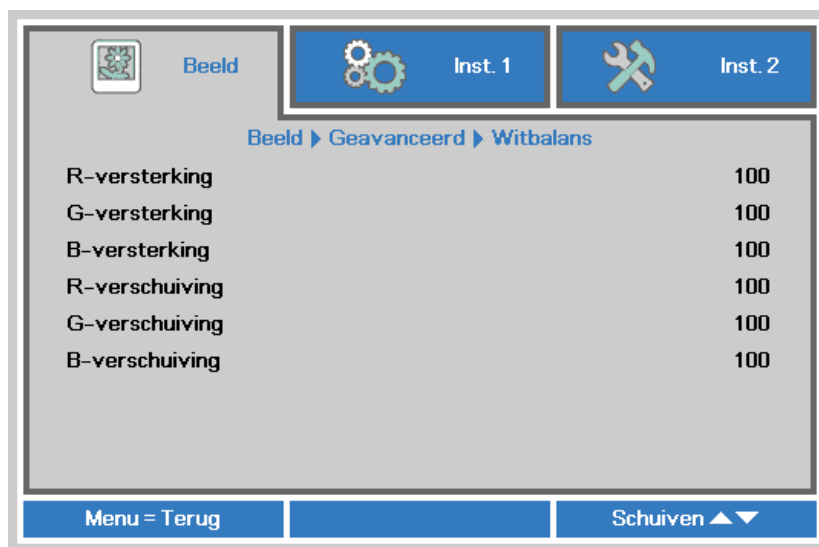 Beeld
Inst. 1
Inst. 2
Beeld ▶ Geavanceerd ▶ Witbalans
R-versterking 100
G-versterking 100
B-versterking 100
R-verschuiving 100
G-verschuiving 100
B-verschuiving 100
Menu = Terug
Schuiven ▲▼